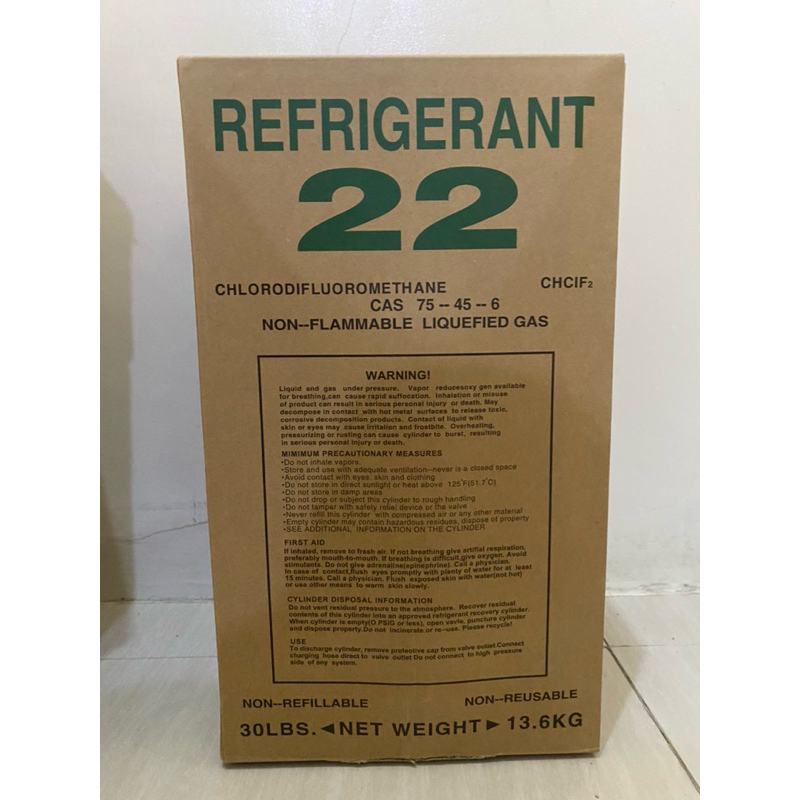 REFRIGERANT
22
CHLORODIFLUOROMETHANE CHCIF₂
CAS 75 -- 45 -- 6
NON--FLAMMABLE LIQUEFIED GAS
WARNING!
Liquid and gas under pressure. Vapor reducesoxy gen available
for breathing,can cause rapid suffocation. Inhalation or misuse
of product can result in serious personal injury or death. May
decompose in contact with hot metal surfaces to release toxic,
corrosive decomposition products. Contact of liquid with
skin or eyes may cause irritation and frostbite. Overheating,
pressurizing or rusting can cause cylinder to burst, resulting
in serious personal injury or death.
MIMIMUM PRECAUTIONARY MEASURES
•Do not inhale vapors.
•Store and use with adequate ventilation--never is a closed space
•Avoid contact with eyes, skin and clothing
•Do not store in direct sunlight or heat above 125°F(51.7°C)
•Do not store in damp areas
•Do not drop or subject this cylinder to rough handling
•Do not tamper with safety relief device or the valve
•Never refill this cylinder with compressed air or any other material
•Empty cylinder may contain hazardous residues, dispose of property
•SEE ADDITIONAL INFORMATION ON THE CYLINDER
FIRST AID
If inhaled, remove to fresh air. If not breathing give artifial respiration,
preferably mouth-to-mouth. If breathing is difficult,give oxygen. Avoid
stimulants. Do not give adrenaline(epinephrine). Call a physician.
In case of contact,flush eyes promptly with plenty of water for at least
15 minutes. Call a physician. Flush exposed skin with water(not hot)
or use other means to warm skin slowly.
CYLINDER DISPOSAL INFORMATION
Do not vent residual pressure to the atmosphere. Recover residual
contents of this cylinder into an approved refrigerant recovery cylinder.
When cylinder is empty(O PSIG or less), open vavle, puncture cylinder
and dispose property.Do not incinerate or re--use. Please recycle!
USE
To discharge cylinder, remove protective cap from valve outlet.Connect
charging hose direct to valve outlet Do not connect to high pressure
side of any system.
NON--REFILLABLE NON--REUSABLE
30LBS. ◄NET WEIGHT► 13.6KG